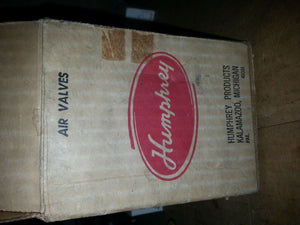 AIR VALVES
Humphrey
HUMPHREY PRODUCTS
KALAMAZOO, MICHIGAN